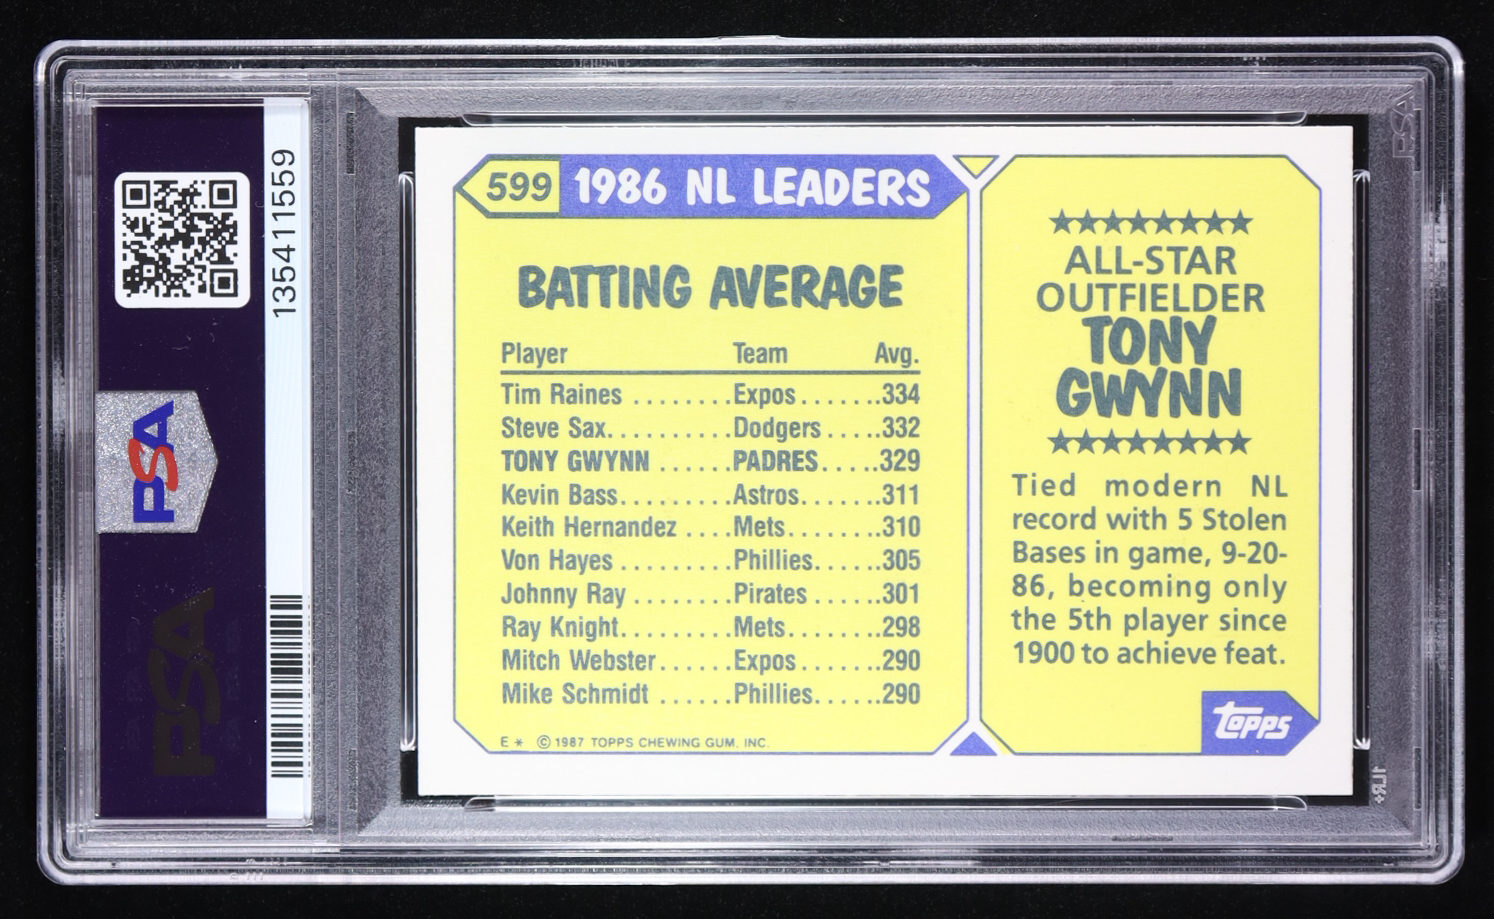 135411559
PSA
PSA
599 1986 NL LEADERS
BATTING AVERAGE
Player Team Avg.
Tim Raines ........Expos.......334
Steve Sax..........Dodgers.....332
TONY GWYNN ......PADRES.....329
Kevin Bass.........Astros.......311
Keith Hernandez ....Mets........310
Von Hayes .........Phillies......305
Johnny Ray ........Pirates......301
Ray Knight.........Mets........298
Mitch Webster......Expos.......290
Mike Schmidt ......Phillies......290
E * © 1987 TOPPS CHEWING GUM, INC.
★★★★★★★★
ALL-STAR
OUTFIELDER
TONY
GWYNN
★★★★★★★★
Tied modern NL
record with 5 Stolen
Bases in game, 9-20-
86, becoming only
the 5th player since
1900 to achieve feat.
topps
PSA
1LR+